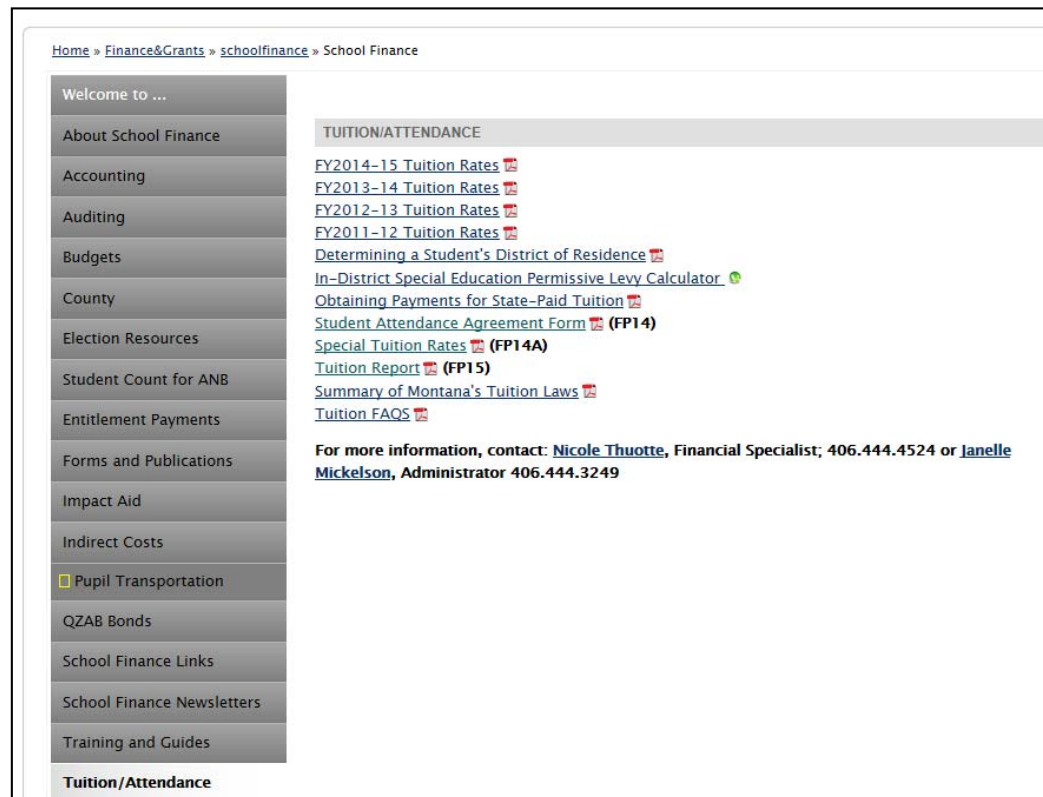 Home » Finance&Grants » schoolfinance » School Finance
Welcome to ...
About School Finance
Accounting
Auditing
Budgets
County
Election Resources
Student Count for ANB
Entitlement Payments
Forms and Publications
Impact Aid
Indirect Costs
Pupil Transportation
QZAB Bonds
School Finance Links
School Finance Newsletters
Training and Guides
Tuition/Attendance
TUITION/ATTENDANCE
FY2014-15 Tuition Rates
FY2013-14 Tuition Rates
FY2012-13 Tuition Rates
FY2011-12 Tuition Rates
Determining a Student's District of Residence
In-District Special Education Permissive Levy Calculator
Obtaining Payments for State-Paid Tuition
Student Attendance Agreement Form (FP14)
Special Tuition Rates (FP14A)
Tuition Report (FP15)
Summary of Montana's Tuition Laws
Tuition FAQS
For more information, contact: Nicole Thuotte, Financial Specialist; 406.444.4524 or Janelle
Mickelson, Administrator 406.444.3249